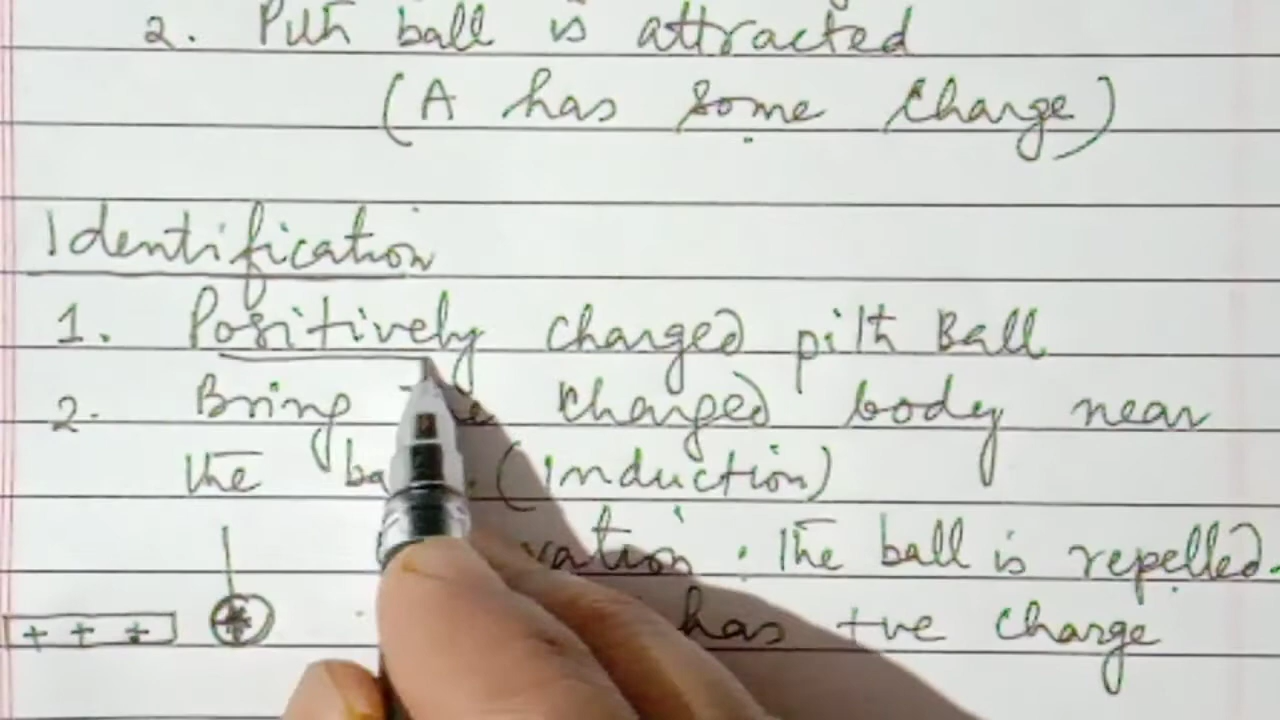 2. Pith ball is attracted
(A has some charge)
Identification
1. Positively charged pith Ball
2. Bring charged body near
the (induction)
: The ball is repelled.
has +ve charge
+ + +
+